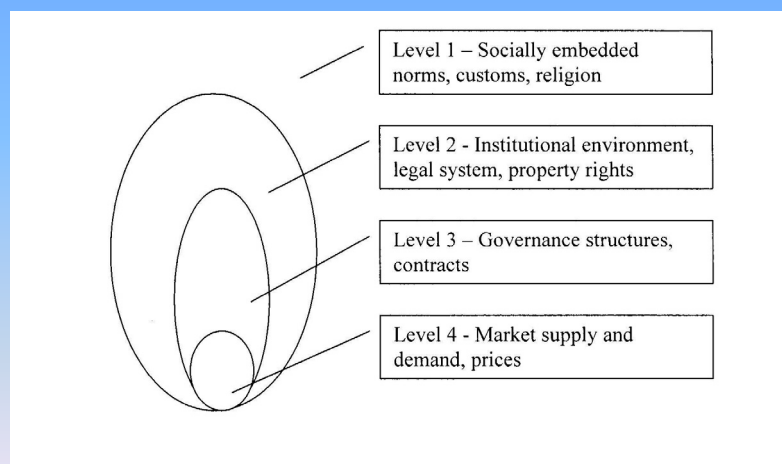 Level 1 – Socially embedded
norms, customs, religion
Level 2 - Institutional environment,
legal system, property rights
Level 3 – Governance structures,
contracts
Level 4 - Market supply and
demand, prices